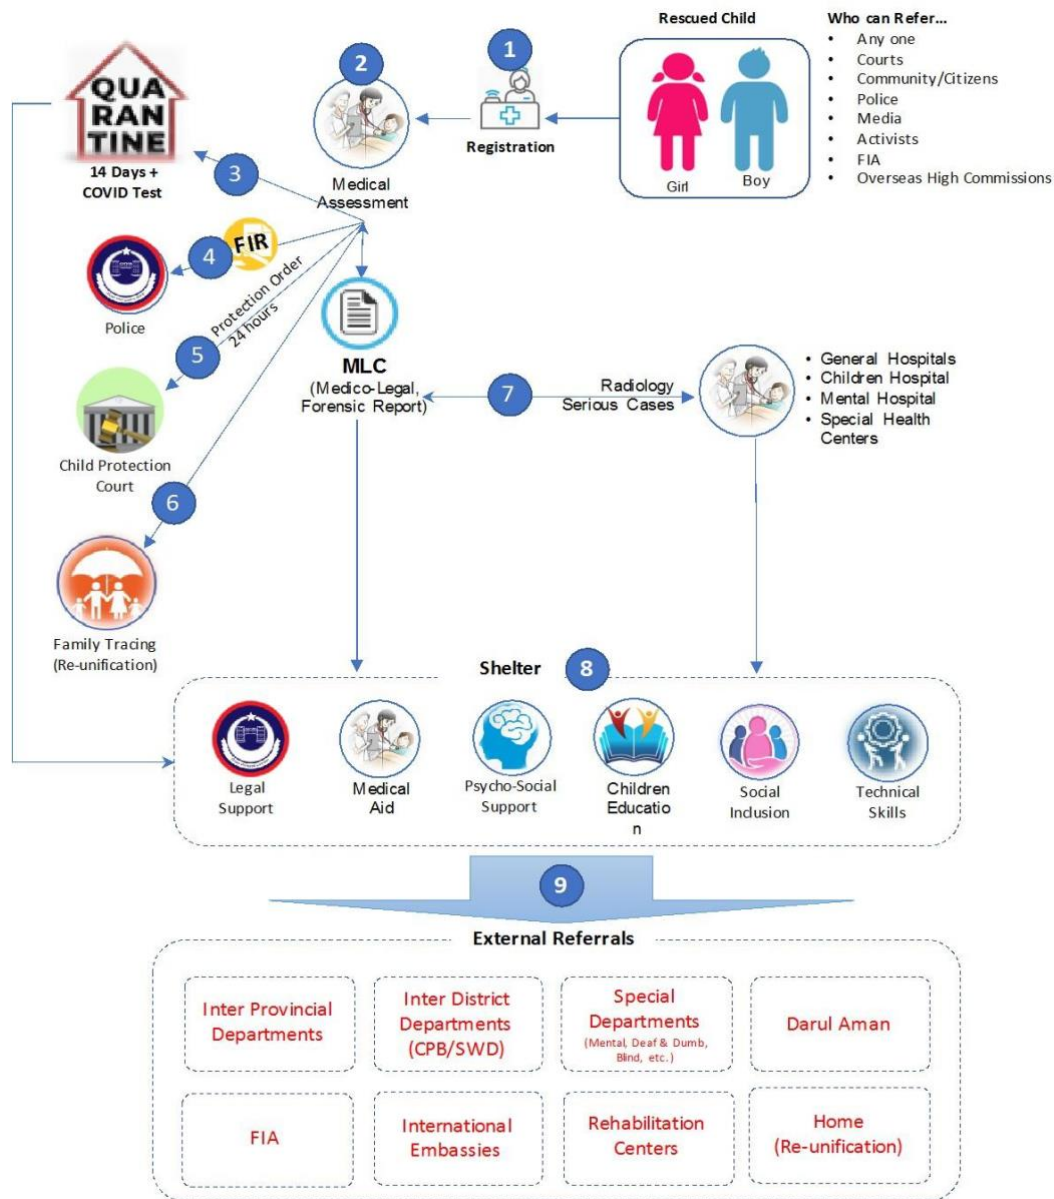 Rescued Child
Girl
Boy
Who can Refer…
• Any one
• Courts
• Community/Citizens
• Police
• Media
• Activists
• FIA
• Overseas High Commissions
1
Registration
2
Medical
Assessment
QUA
RAN
TINE
14 Days +
COVID Test
3
FIR
4
Police
Protection Order
24 hours
5
Child Protection
Court
6
Family Tracing
(Re-unification)
MLC
(Medico-Legal,
Forensic Report)
7
Radiology
Serious Cases
• General Hospitals
• Children Hospital
• Mental Hospital
• Special Health
Centers
Shelter
8
Legal
Support
Medical
Aid
Psycho-Social
Support
Children
Educatio
n
Social
Inclusion
Technical
Skills
9
External Referrals
Inter Provincial
Departments
Inter District
Departments
(CPB/SWD)
Special
Departments
(Mental, Deaf & Dumb,
Blind, etc.)
Darul Aman
FIA
International
Embassies
Rehabilitation
Centers
Home
(Re-unification)